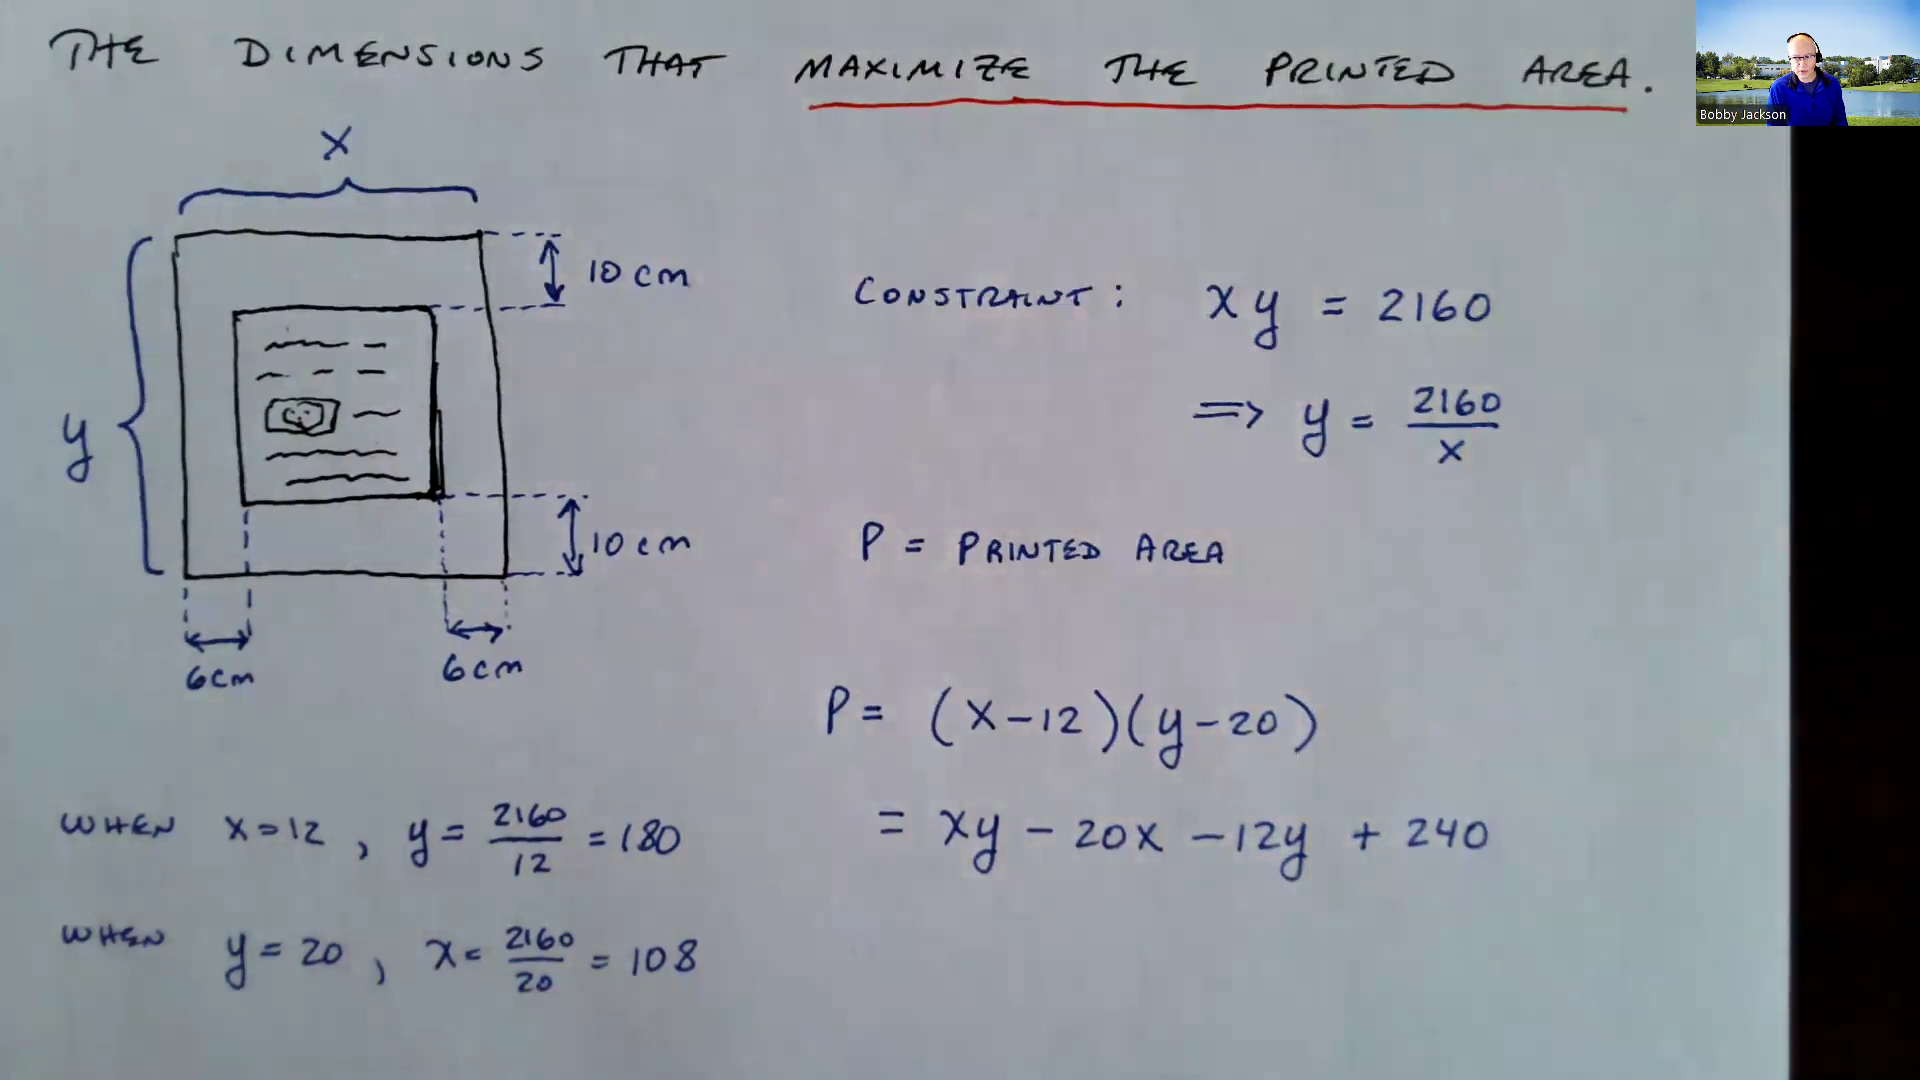 THE DIMENSIONS THAT MAXIMIZE THE PRINTED AREA.
Bobby Jackson
x
10 cm
y
10 cm
6cm
6cm
CONSTRAINT: xy = 2160
⇒ y = 2160/x
P = PRINTED AREA
P = (x-12)(y-20)
= xy - 20x - 12y + 240
WHEN x=12, y= 2160/12 = 180
WHEN y=20, x= 2160/20 = 108